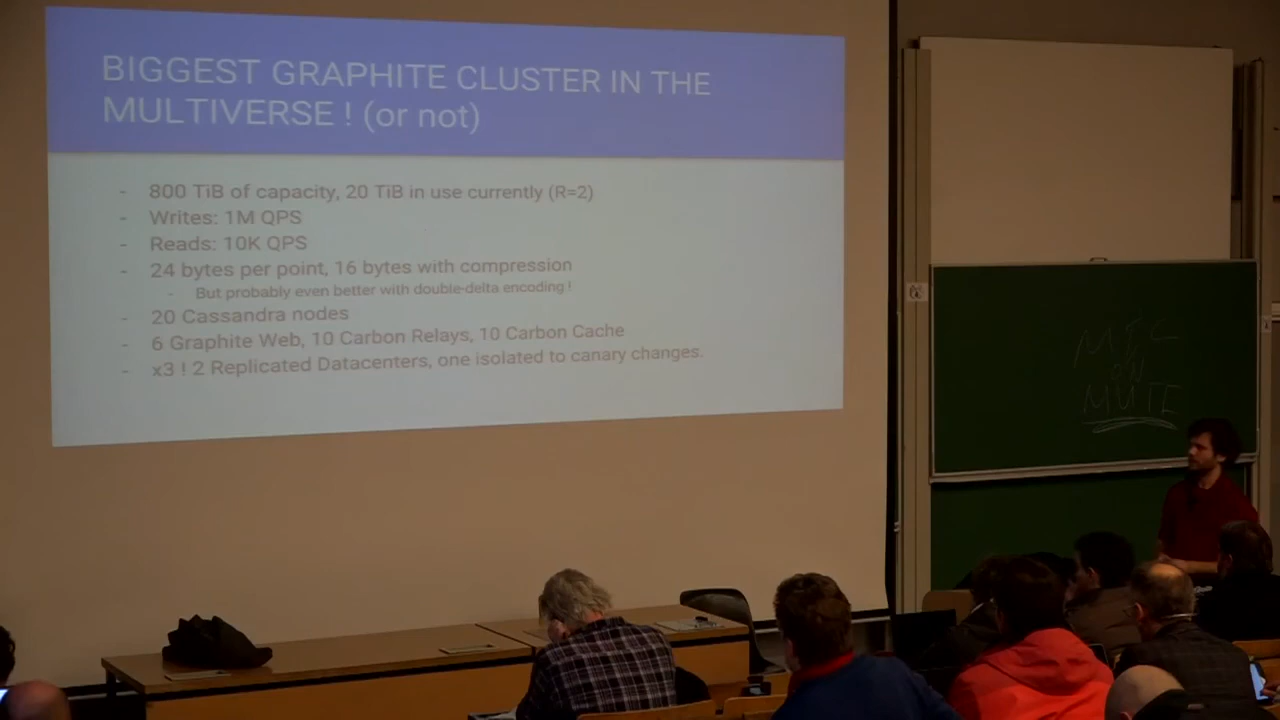 BIGGEST GRAPHITE CLUSTER IN THE
MULTIVERSE ! (or not)
- 800 TiB of capacity, 20 TiB in use currently (R=2)
- Writes: 1M QPS
- Reads: 10K QPS
- 24 bytes per point, 16 bytes with compression
- But probably even better with double-delta encoding !
- 20 Cassandra nodes
- 6 Graphite Web, 10 Carbon Relays, 10 Carbon Cache
- x3 ! 2 Replicated Datacenters, one isolated to canary changes.
ON
MUTE